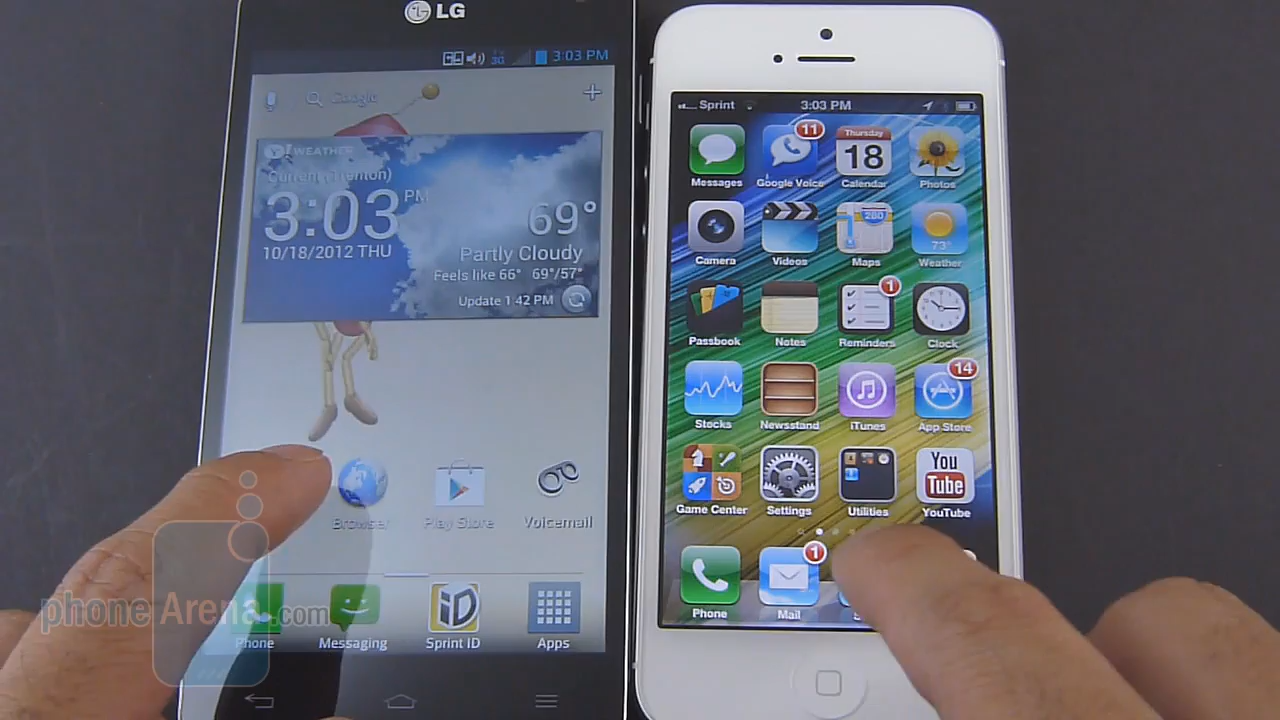 LG
3G 3:03 PM
Google
Y! WEATHER
3:03 PM
10/18/2012 THU
69°
Partly Cloudy
Feels like 66° 69°/57°
Update 1:42 PM
Browser
Play Store
Voicemail
Phone
Messaging
iD
Sprint ID
Apps
Sprint
3:03 PM
11
Thursday
18
Messages
Google Voice
Calendar
Photos
280
73°
Camera
Videos
Maps
Weather
1
Passbook
Notes
Reminders
Clock
14
Stocks
Newsstand
iTunes
App Store
You
Tube
Game Center
Settings
Utilities
YouTube
1
Phone
Mail
phoneArena.com